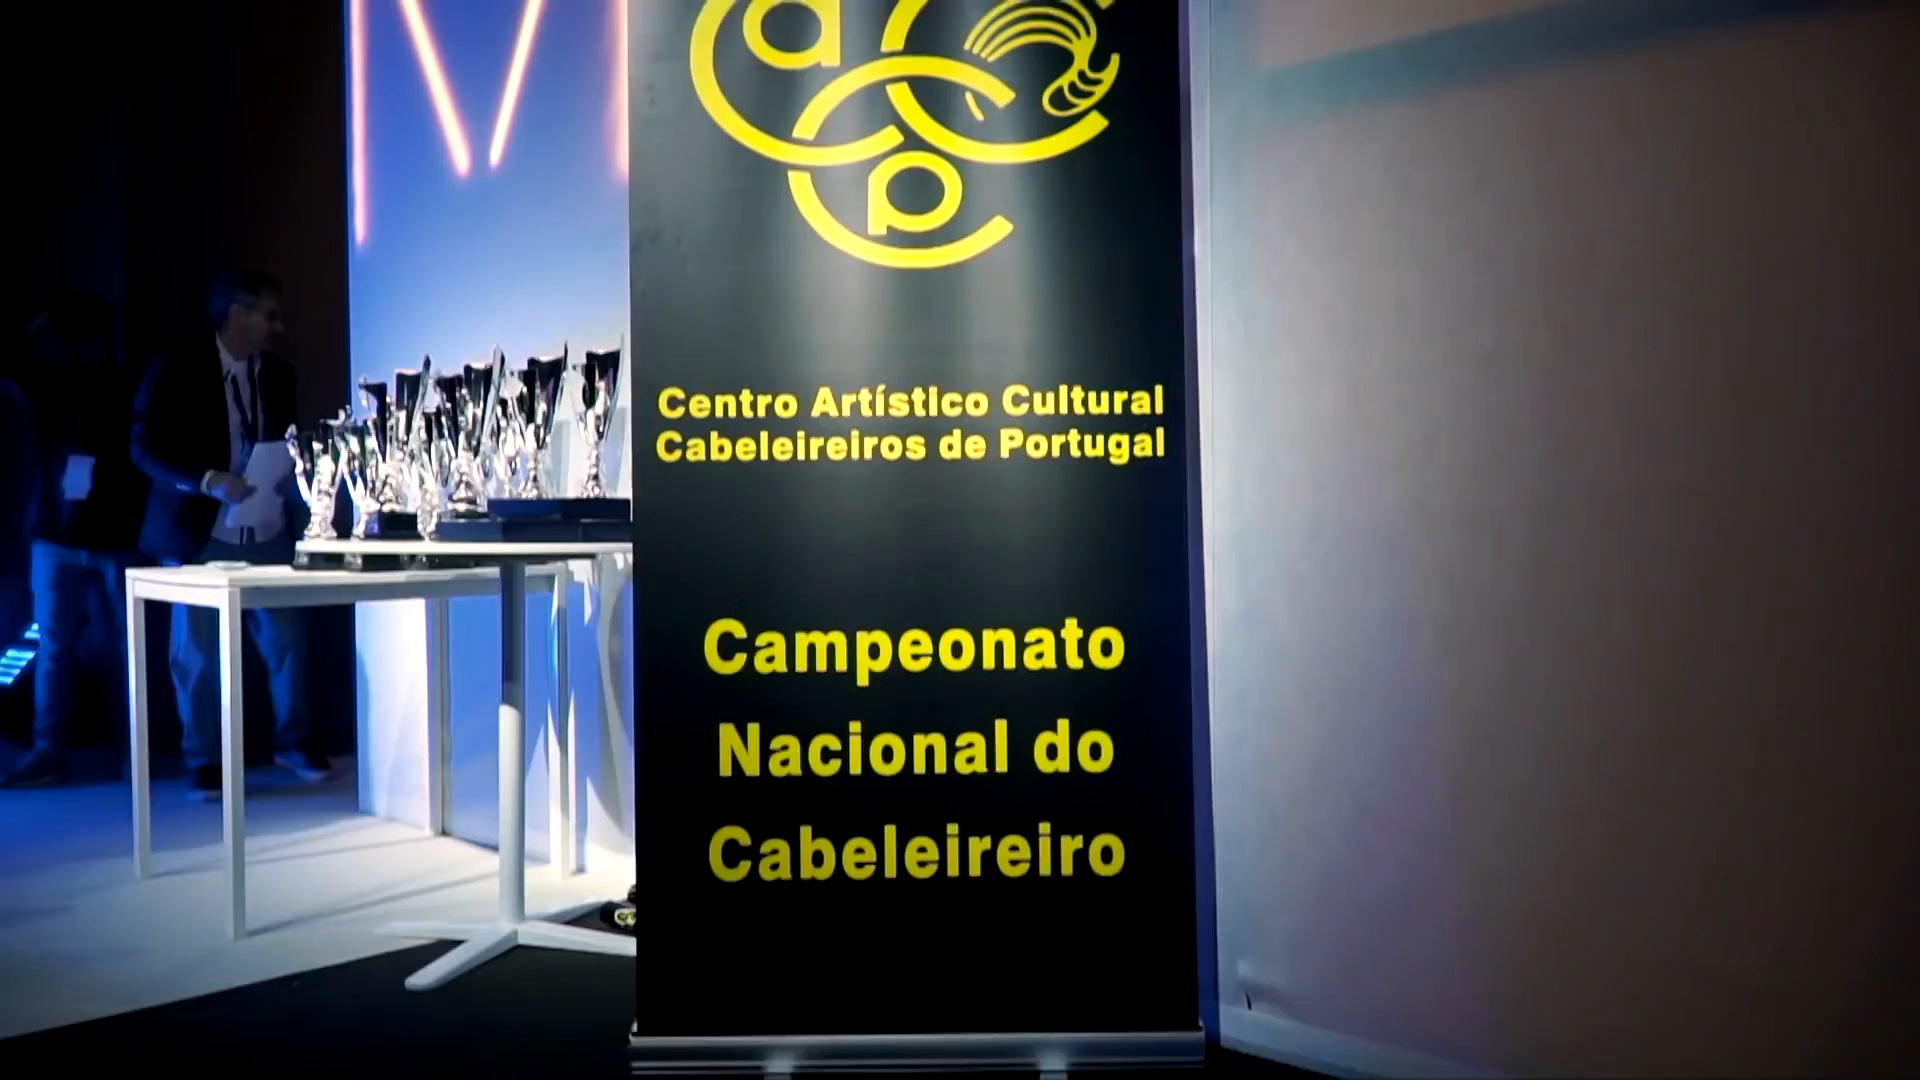 a
p
Centro Artístico Cultural
Cabeleireiros de Portugal
Campeonato
Nacional do
Cabeleireiro